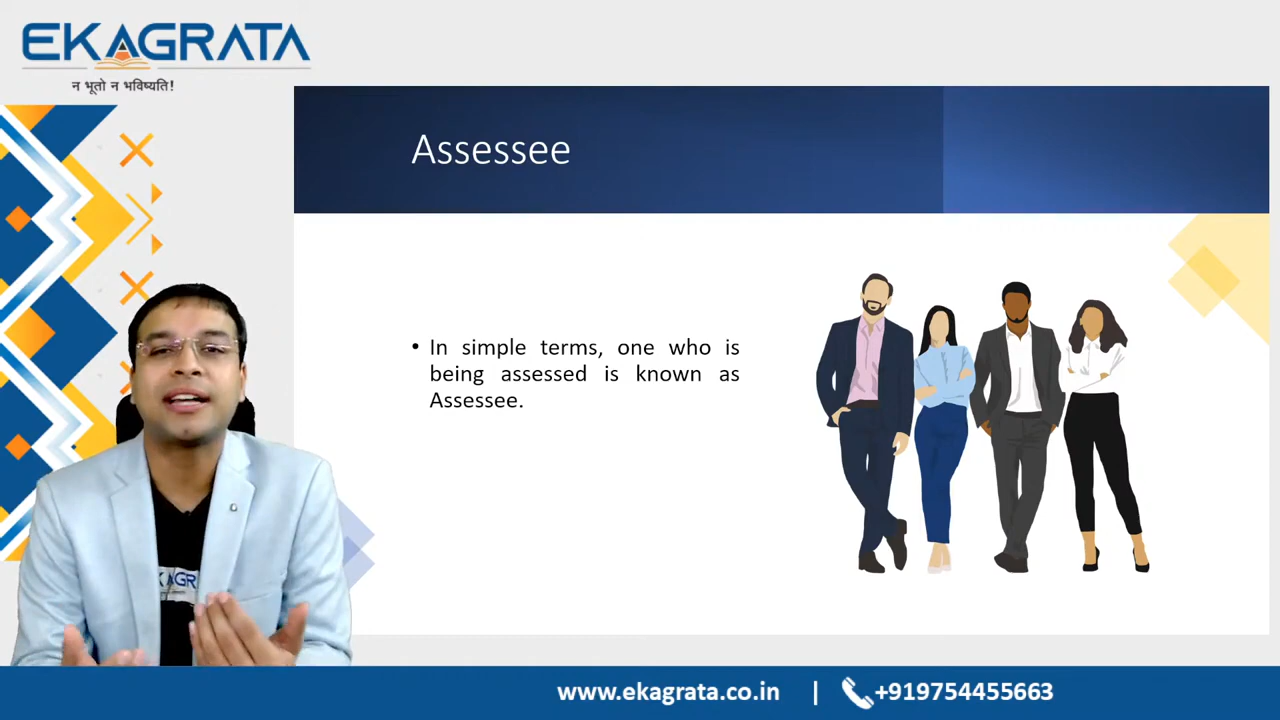 EKAGRATA
न भूतो न भविष्यति!
Assessee
• In simple terms, one who is
being assessed is known as
Assessee.
EKAGR
www.ekagrata.co.in | +919754455663